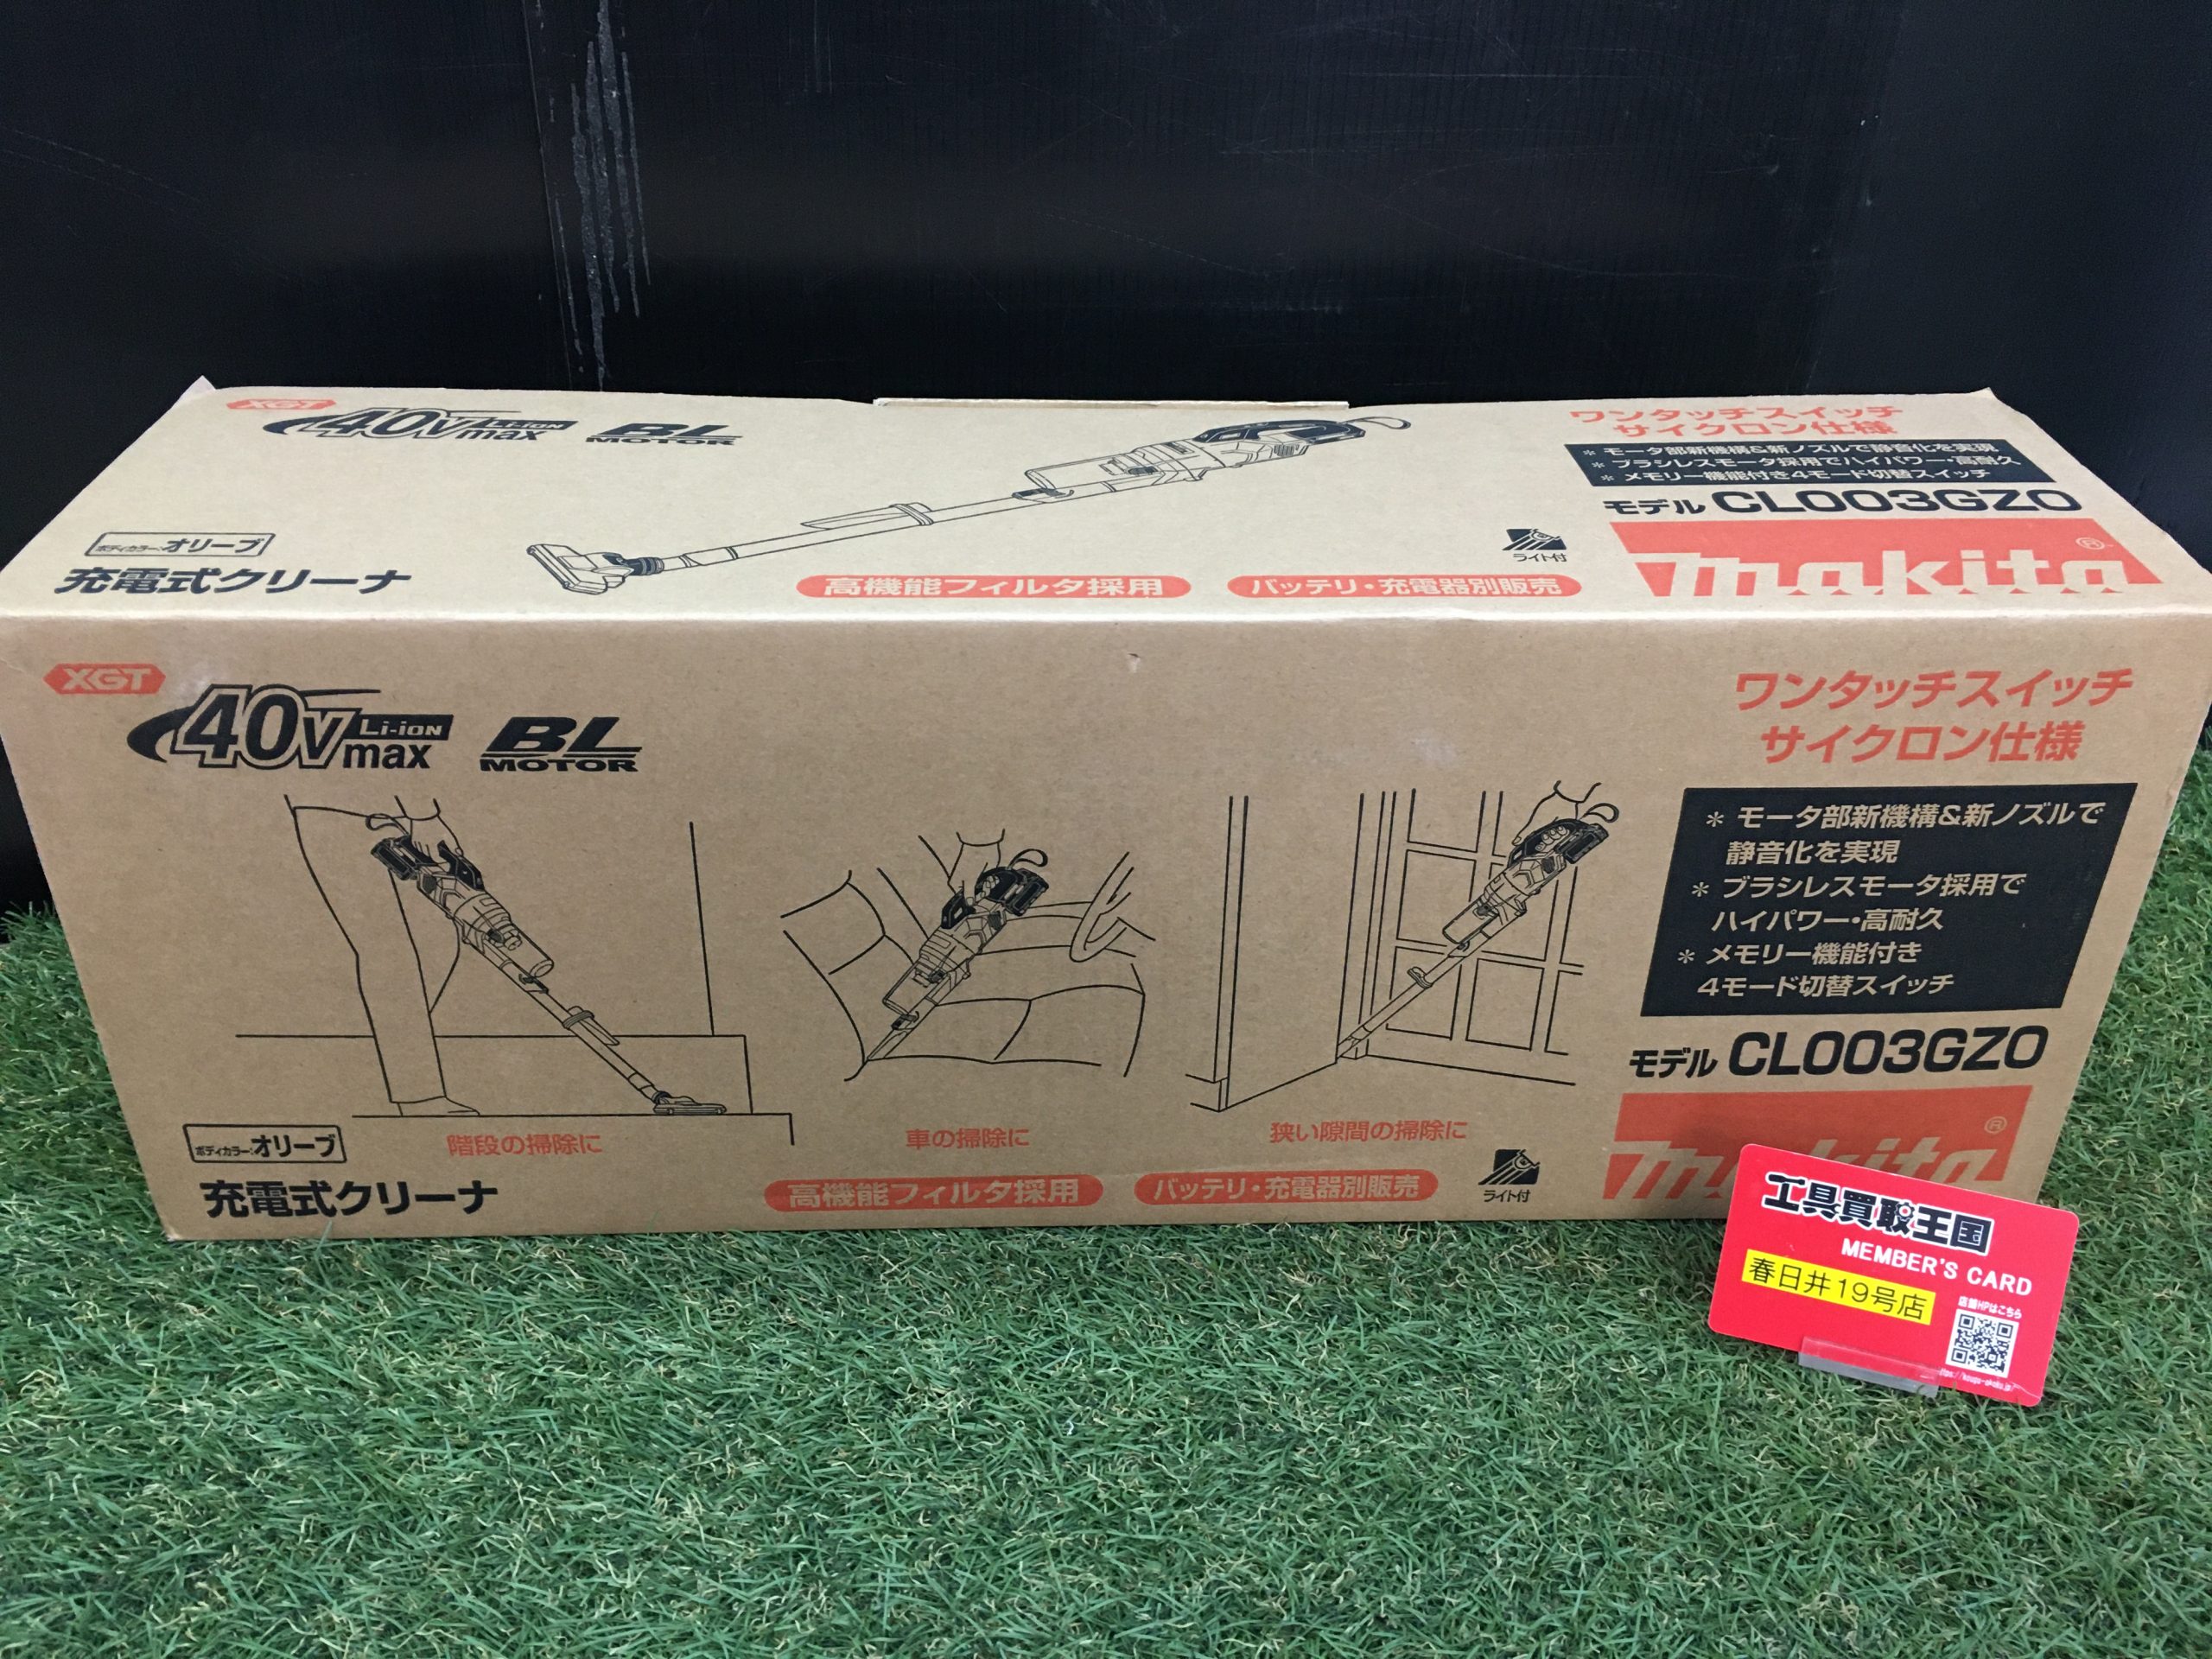 XGT
40Vmax Li-ion
BL MOTOR
ワンタッチスイッチ
サイクロン仕様
* モータ部新機構&新ノズルで静音化を実現
* ブラシレスモータ採用でハイパワー・高耐久
* メモリー機能付き4モード切替スイッチ
モデル CL003GZO
ボディカラー:オリーブ
充電式クリーナ
高機能フィルタ採用
バッテリ・充電器別販売
ライト付
makita®
XGT
40Vmax Li-ion
BL MOTOR
ワンタッチスイッチ
サイクロン仕様
* モータ部新機構&新ノズルで
静音化を実現
* ブラシレスモータ採用で
ハイパワー・高耐久
* メモリー機能付き
4モード切替スイッチ
モデル CL003GZO
makita®
ボディカラー:オリーブ
階段の掃除に
車の掃除に
狭い隙間の掃除に
充電式クリーナ
高機能フィルタ採用
バッテリ・充電器別販売
ライト付
工具買取王国
MEMBER'S CARD
春日井19号店
店舗HPはこちら